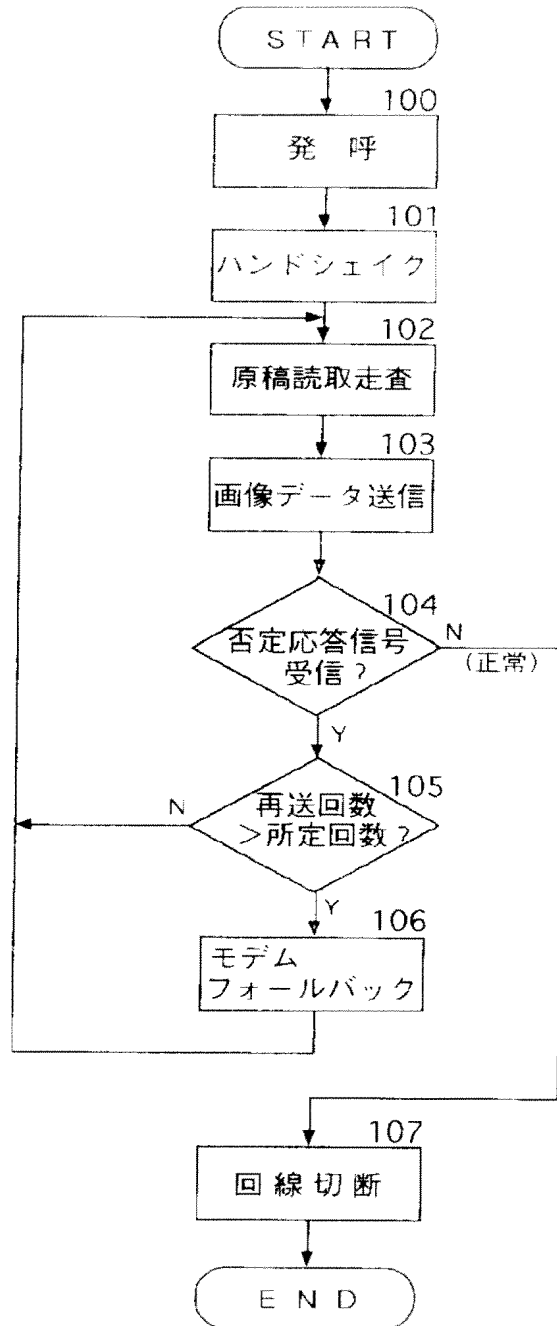 START
100
発呼
101
ハンドシェイク
102
原稿読取走査
103
画像データ送信
104
否定応答信号
受信?
N
(正常)
Y
105
再送回数
>所定回数?
N
Y
106
モデム
フォールバック
107
回線切断
END